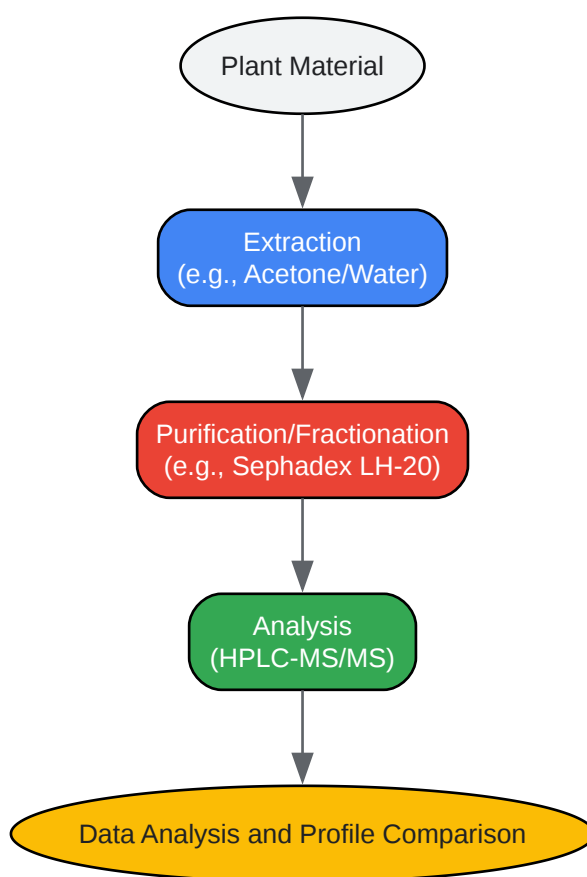 Plant Material
Extraction
(e.g., Acetone/Water)
Purification/Fractionation
(e.g., Sephadex LH-20)
Analysis
(HPLC-MS/MS)
Data Analysis and Profile Comparison